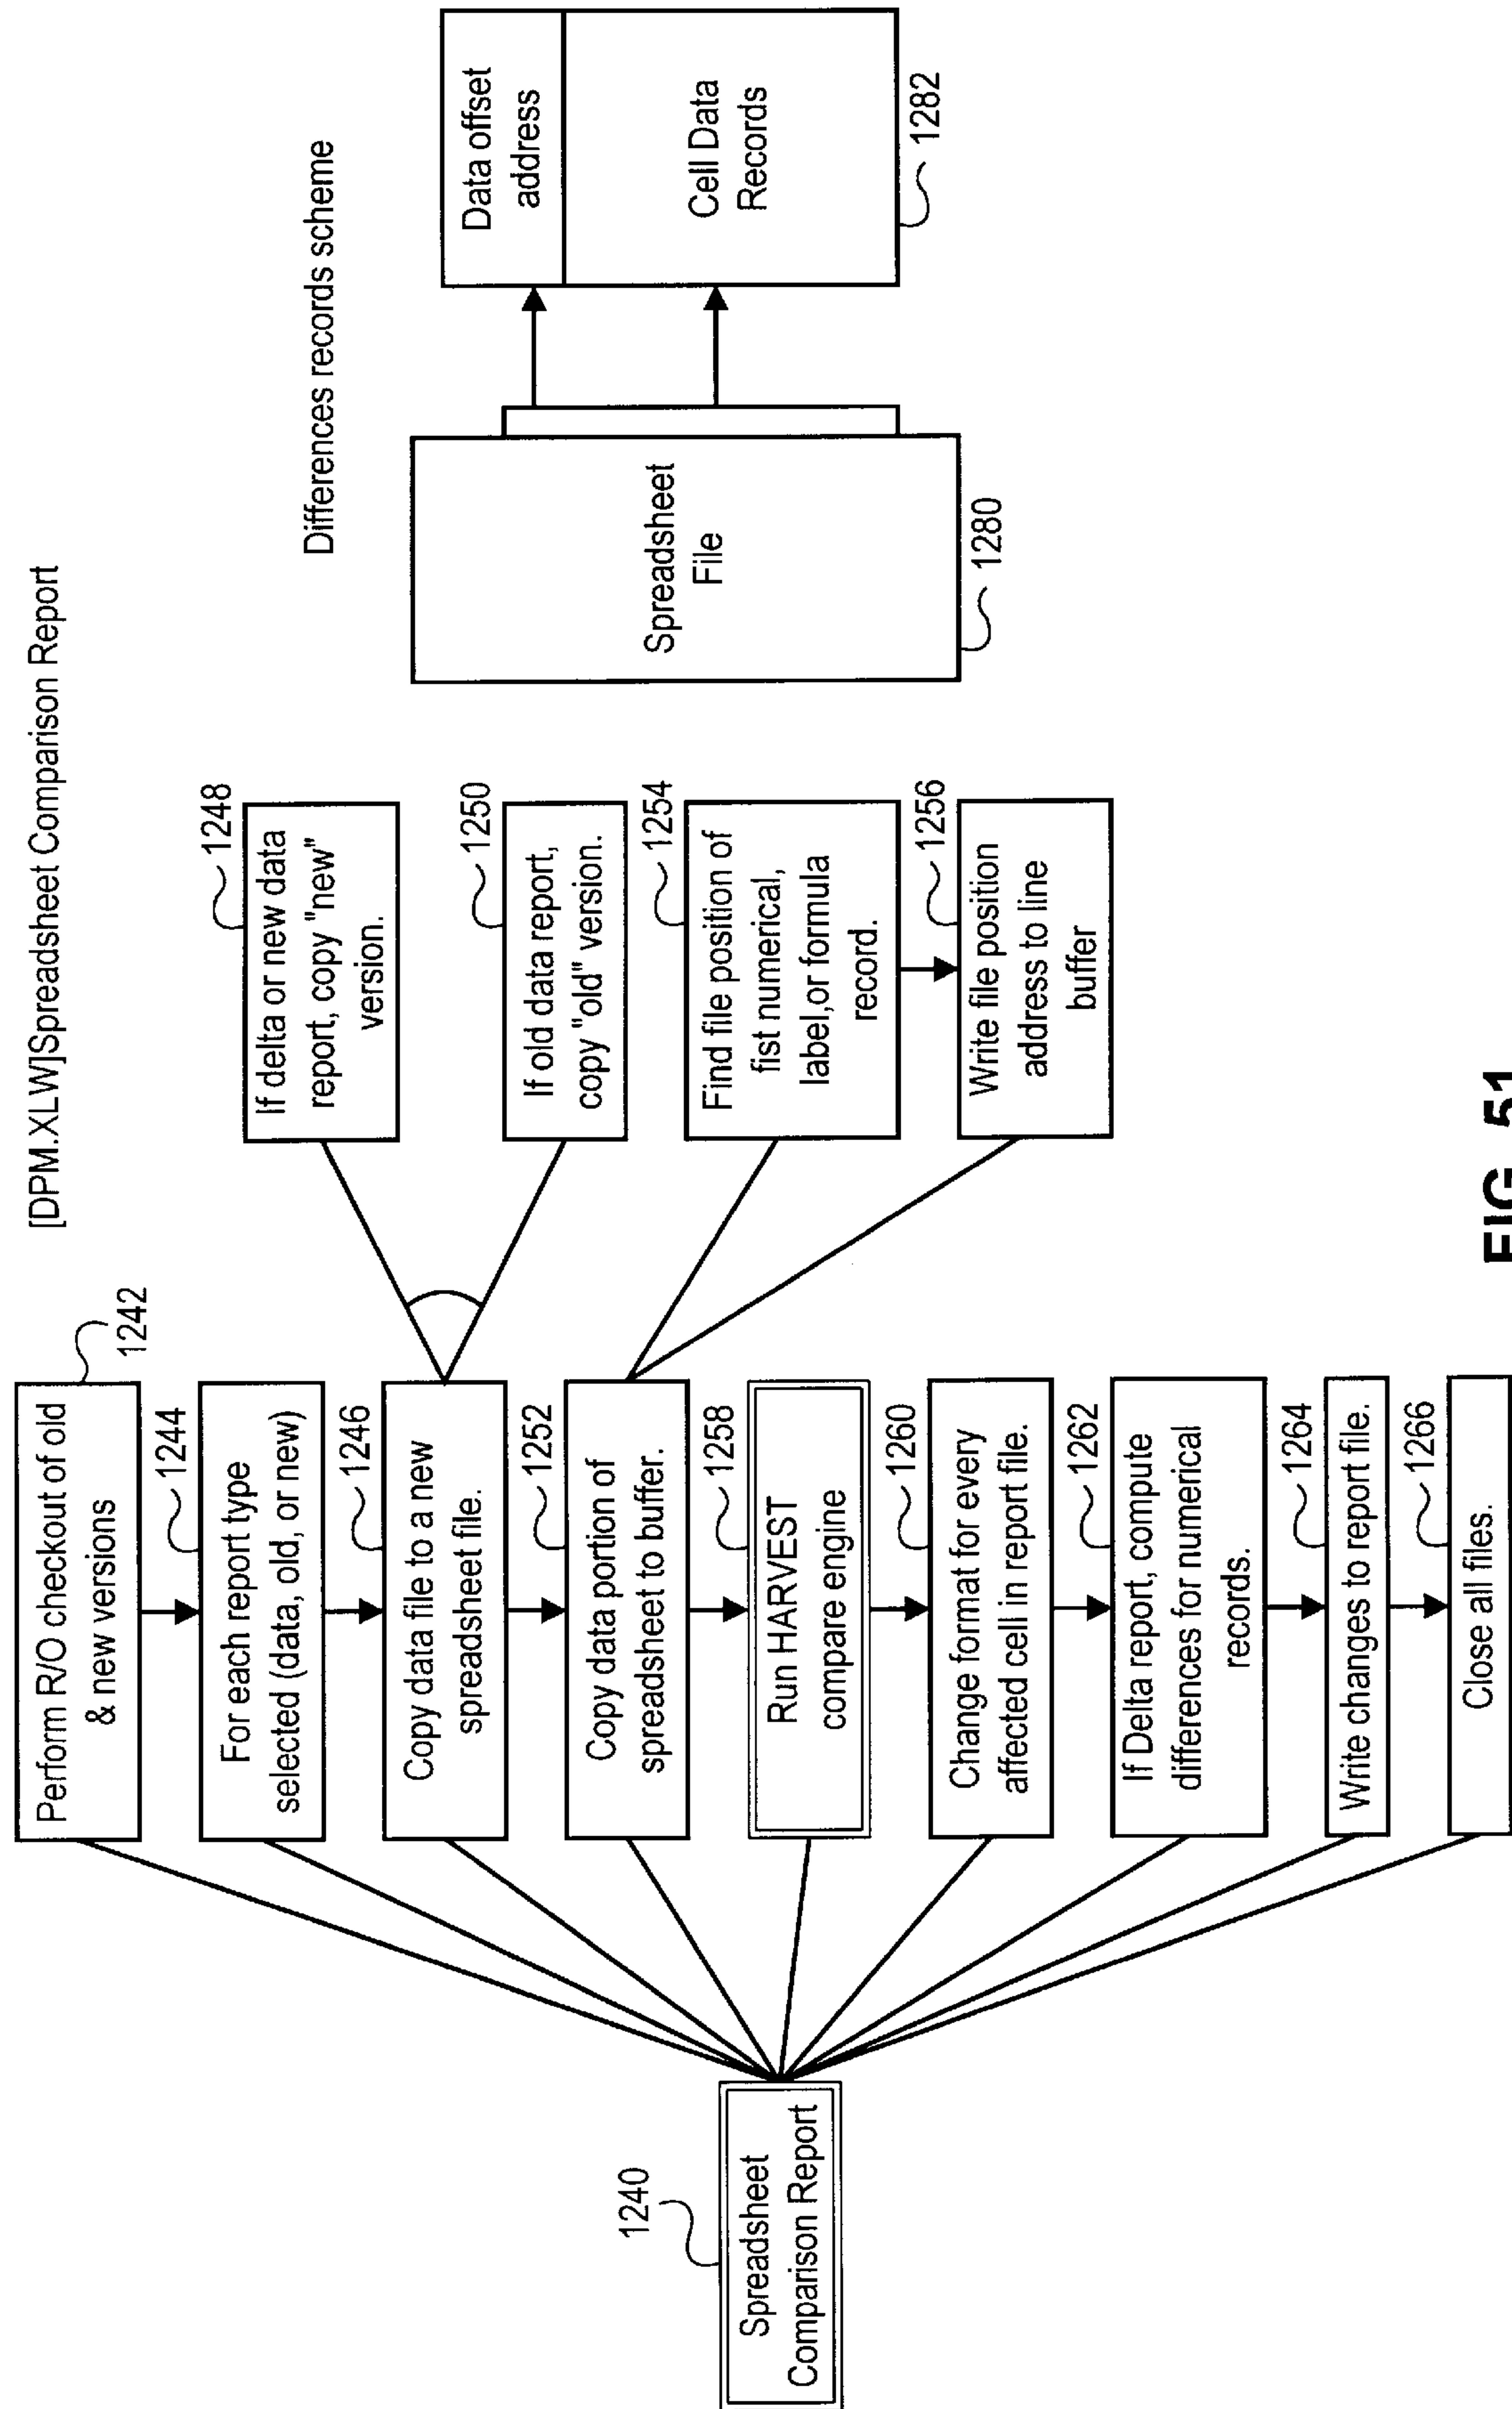 [DPM.XLW]Spreadsheet Comparison Report
1240
Spreadsheet
Comparison Report
1242
Perform R/O checkout of old
& new versions
1244
For each report type
selected (data, old, or new)
1246
Copy data file to a new
spreadsheet file.
1248
If delta or new data
report, copy "new"
version.
1250
If old data report,
copy "old" version.
1252
Copy data portion of
spreadsheet to buffer.
1254
Find file position of
fist numerical,
label,or formula
record.
1256
Write file position
address to line
buffer
1258
Run HARVEST
compare engine
1260
Change format for every
affected cell in report file.
1262
If Delta report, compute
differences for numerical
records.
1264
Write changes to report file.
1266
Close all files.
Differences records scheme
Spreadsheet
File
1280
Data offset
address
Cell Data
Records
1282
FIG. 51